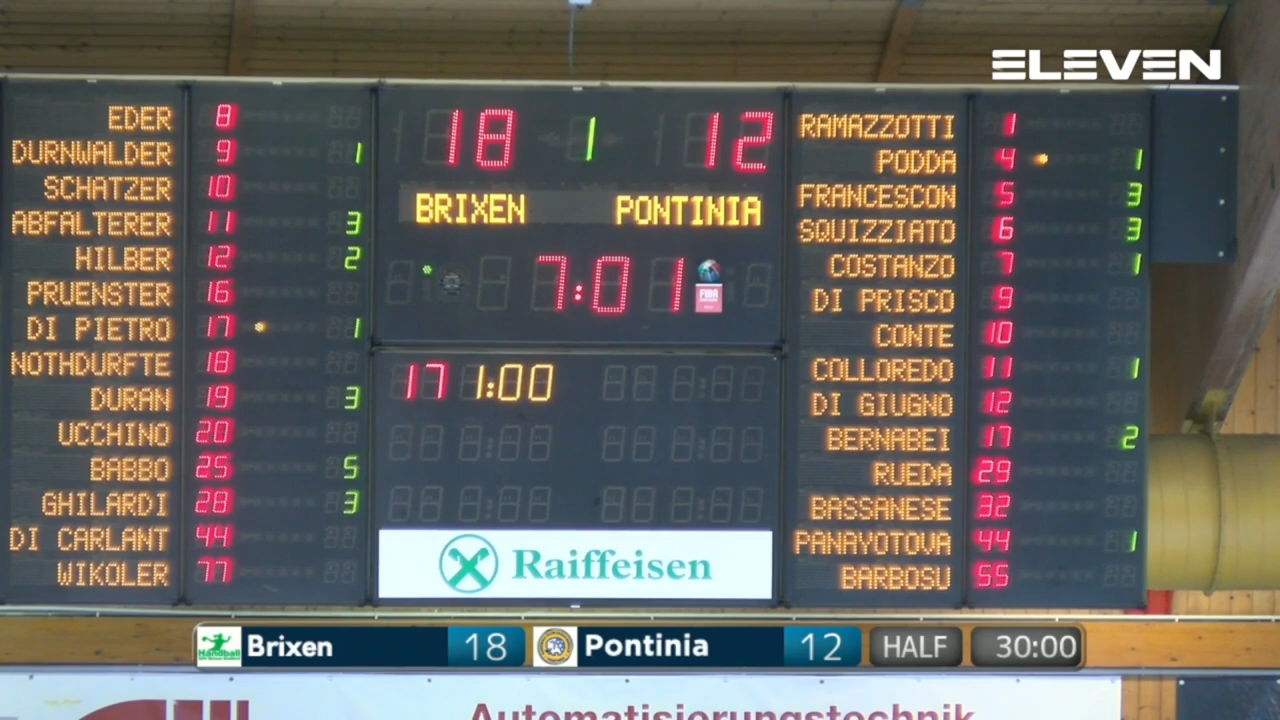 ELEVEN
18 1 12
BRIXEN PONTINIA
7:01
17 1:00
EDER 8
DURNWALDER 9 1
SCHATZER 10
ABFALTERER 11 3
HILBER 12 2
PRUENSTER 16
DI PIETRO 17 1
NOTHDURFTE 18
DURAN 19 3
UCCHINO 20
BABBO 25 5
GHILARDI 28 3
DI CARLANT 44
WIKOLER 77
RAMAZZOTTI 1
PODDA 4 1
FRANCESCON 5 3
SQUIZZIATO 6 3
COSTANZO 7 1
DI PRISCO 9
CONTE 10
COLLOREDO 11 1
DI GIUGNO 12
BERNABEI 17 2
RUEDA 29
BASSANESE 32
PANAYOTOVA 44 1
BARBOSU 55
FIBA
Raiffeisen
Handball
Brixen 18 Pontinia 12 HALF 30:00
Automatisierungstechnik